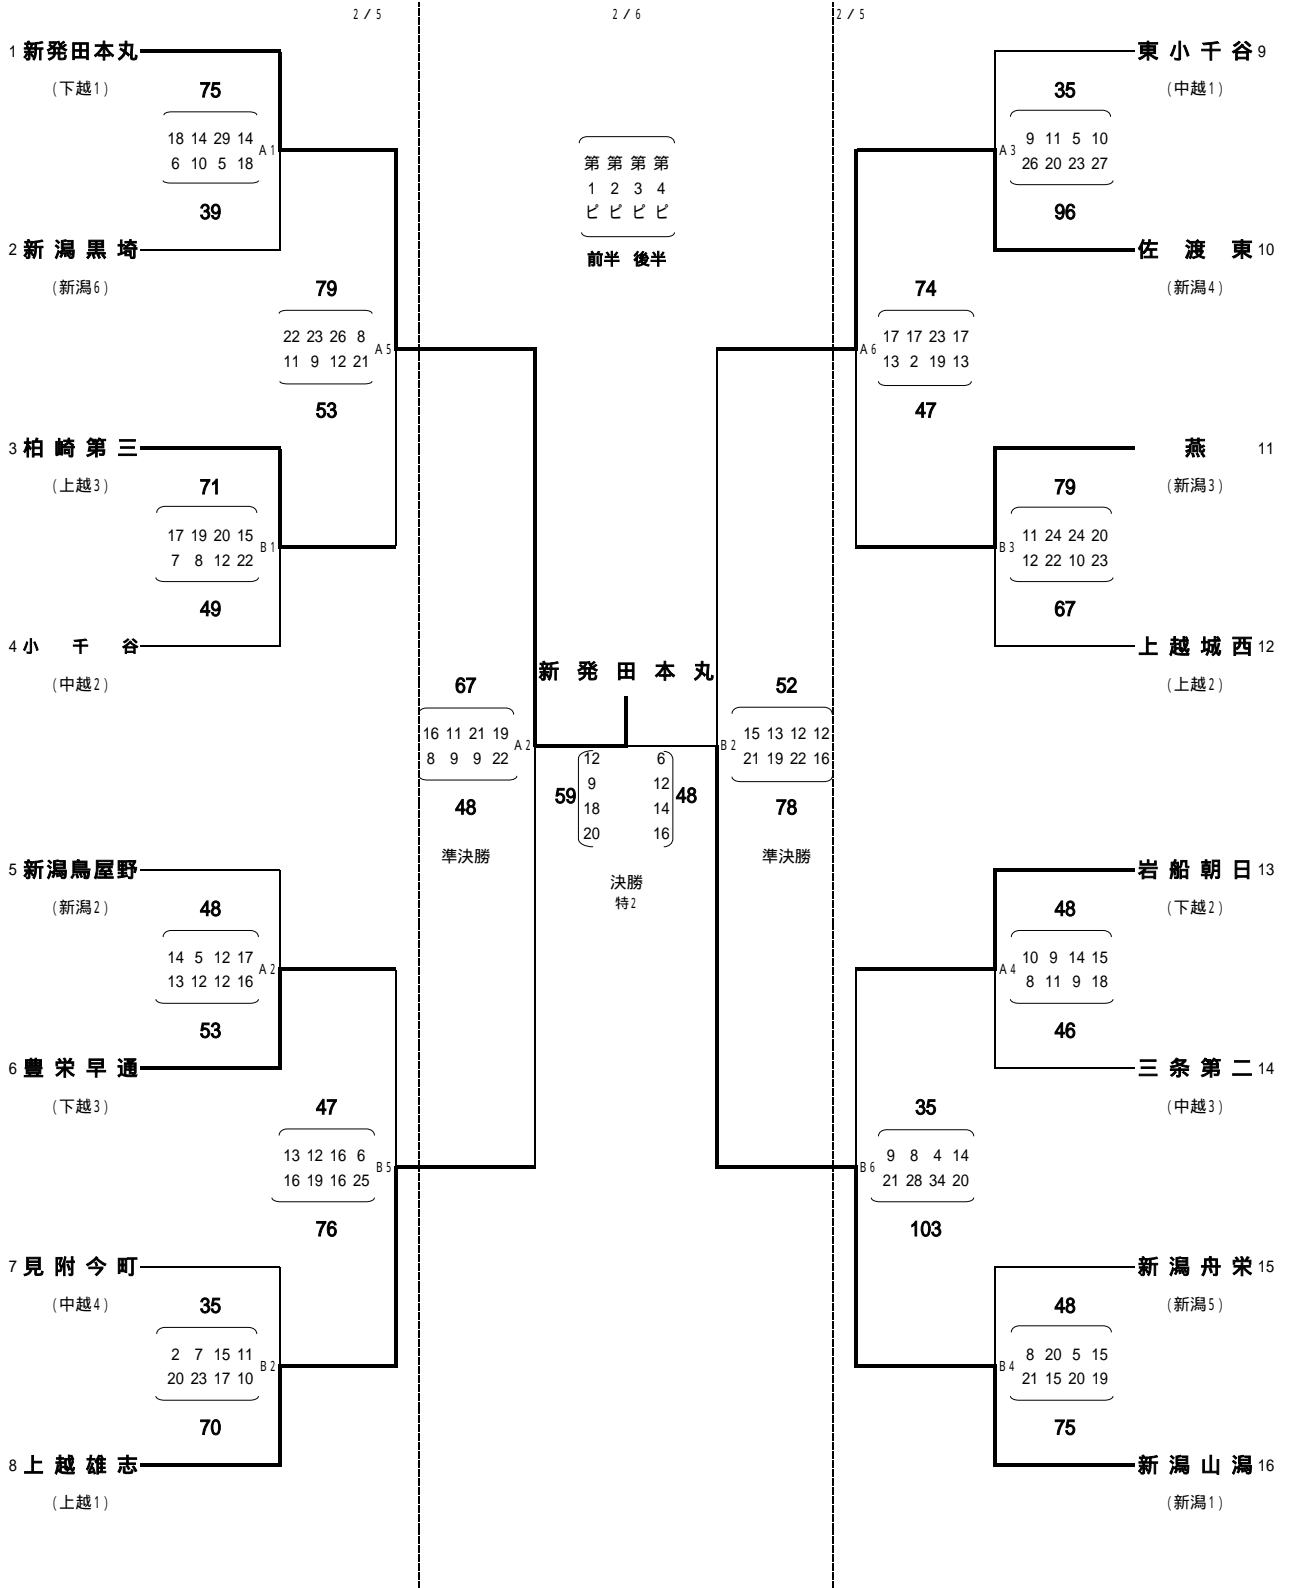 2/5 2/6 2/5
1 新発田本丸
(下越1)
75
18 14 29 14
A1
6 10 5 18
39
2 新潟黒埼
(新潟6)
79
22 23 26 8
A5
11 9 12 21
53
3 柏崎第三
(上越3)
71
17 19 20 15
B1
7 8 12 22
49
4 小千谷
(中越2)
67
16 11 21 19
A2
8 9 9 22
48
準決勝
5 新潟鳥屋野
(新潟2)
48
14 5 12 17
A2
13 12 12 16
53
6 豊栄早通
(下越3)
47
13 12 16 6
B5
16 19 16 25
76
7 見附今町
(中越4)
35
2 7 15 11
B2
20 23 17 10
70
8 上越雄志
(上越1)
第 第 第 第
1 2 3 4
ピ ピ ピ ピ
前半 後半
新発田本丸
12 6
9 12
59 48
18 14
20 16
決勝
特2
東小千谷 9
(中越1)
35
9 11 5 10
A3
26 20 23 27
96
佐渡東 10
(新潟4)
74
17 17 23 17
A6
13 2 19 13
47
燕 11
(新潟3)
79
11 24 24 20
B3
12 22 10 23
67
上越城西 12
(上越2)
52
15 13 12 12
B2
21 19 22 16
78
準決勝
岩船朝日 13
(下越2)
48
10 9 14 15
A4
8 11 9 18
46
三条第二 14
(中越3)
35
9 8 4 14
B6
21 28 34 20
103
新潟舟栄 15
(新潟5)
48
8 20 5 15
B4
21 15 20 19
75
新潟山潟 16
(新潟1)